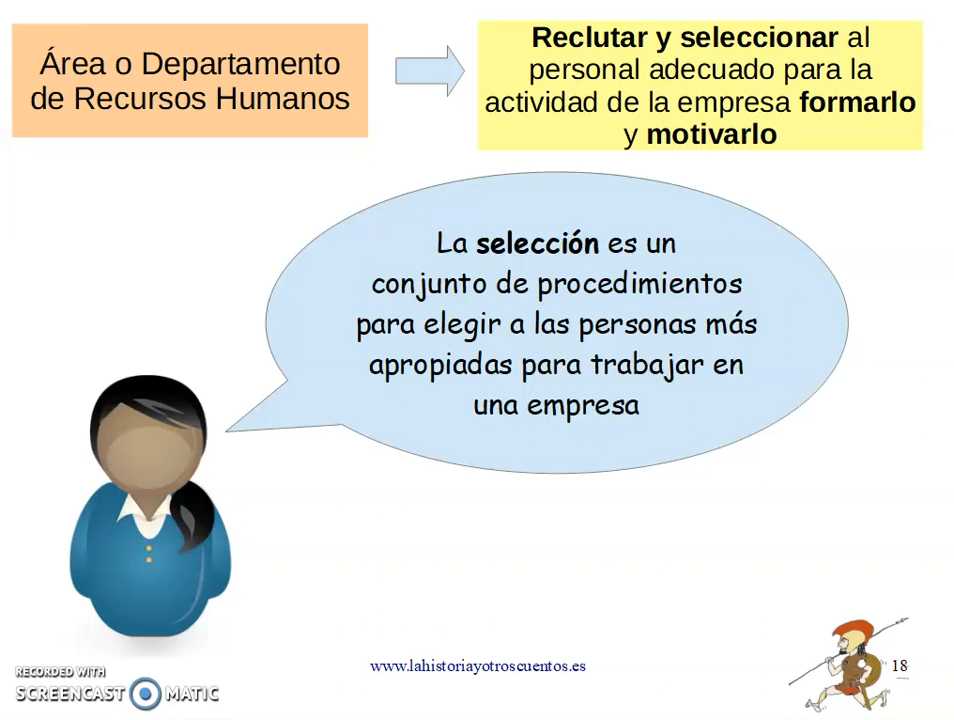 Área o Departamento
de Recursos Humanos
Reclutar y seleccionar al
personal adecuado para la
actividad de la empresa formarlo
y motivarlo
La selección es un
conjunto de procedimientos
para elegir a las personas más
apropiadas para trabajar en
una empresa
RECORDED WITH
SCREENCAST MATIC
www.lahistoriayotroscuentos.es
18